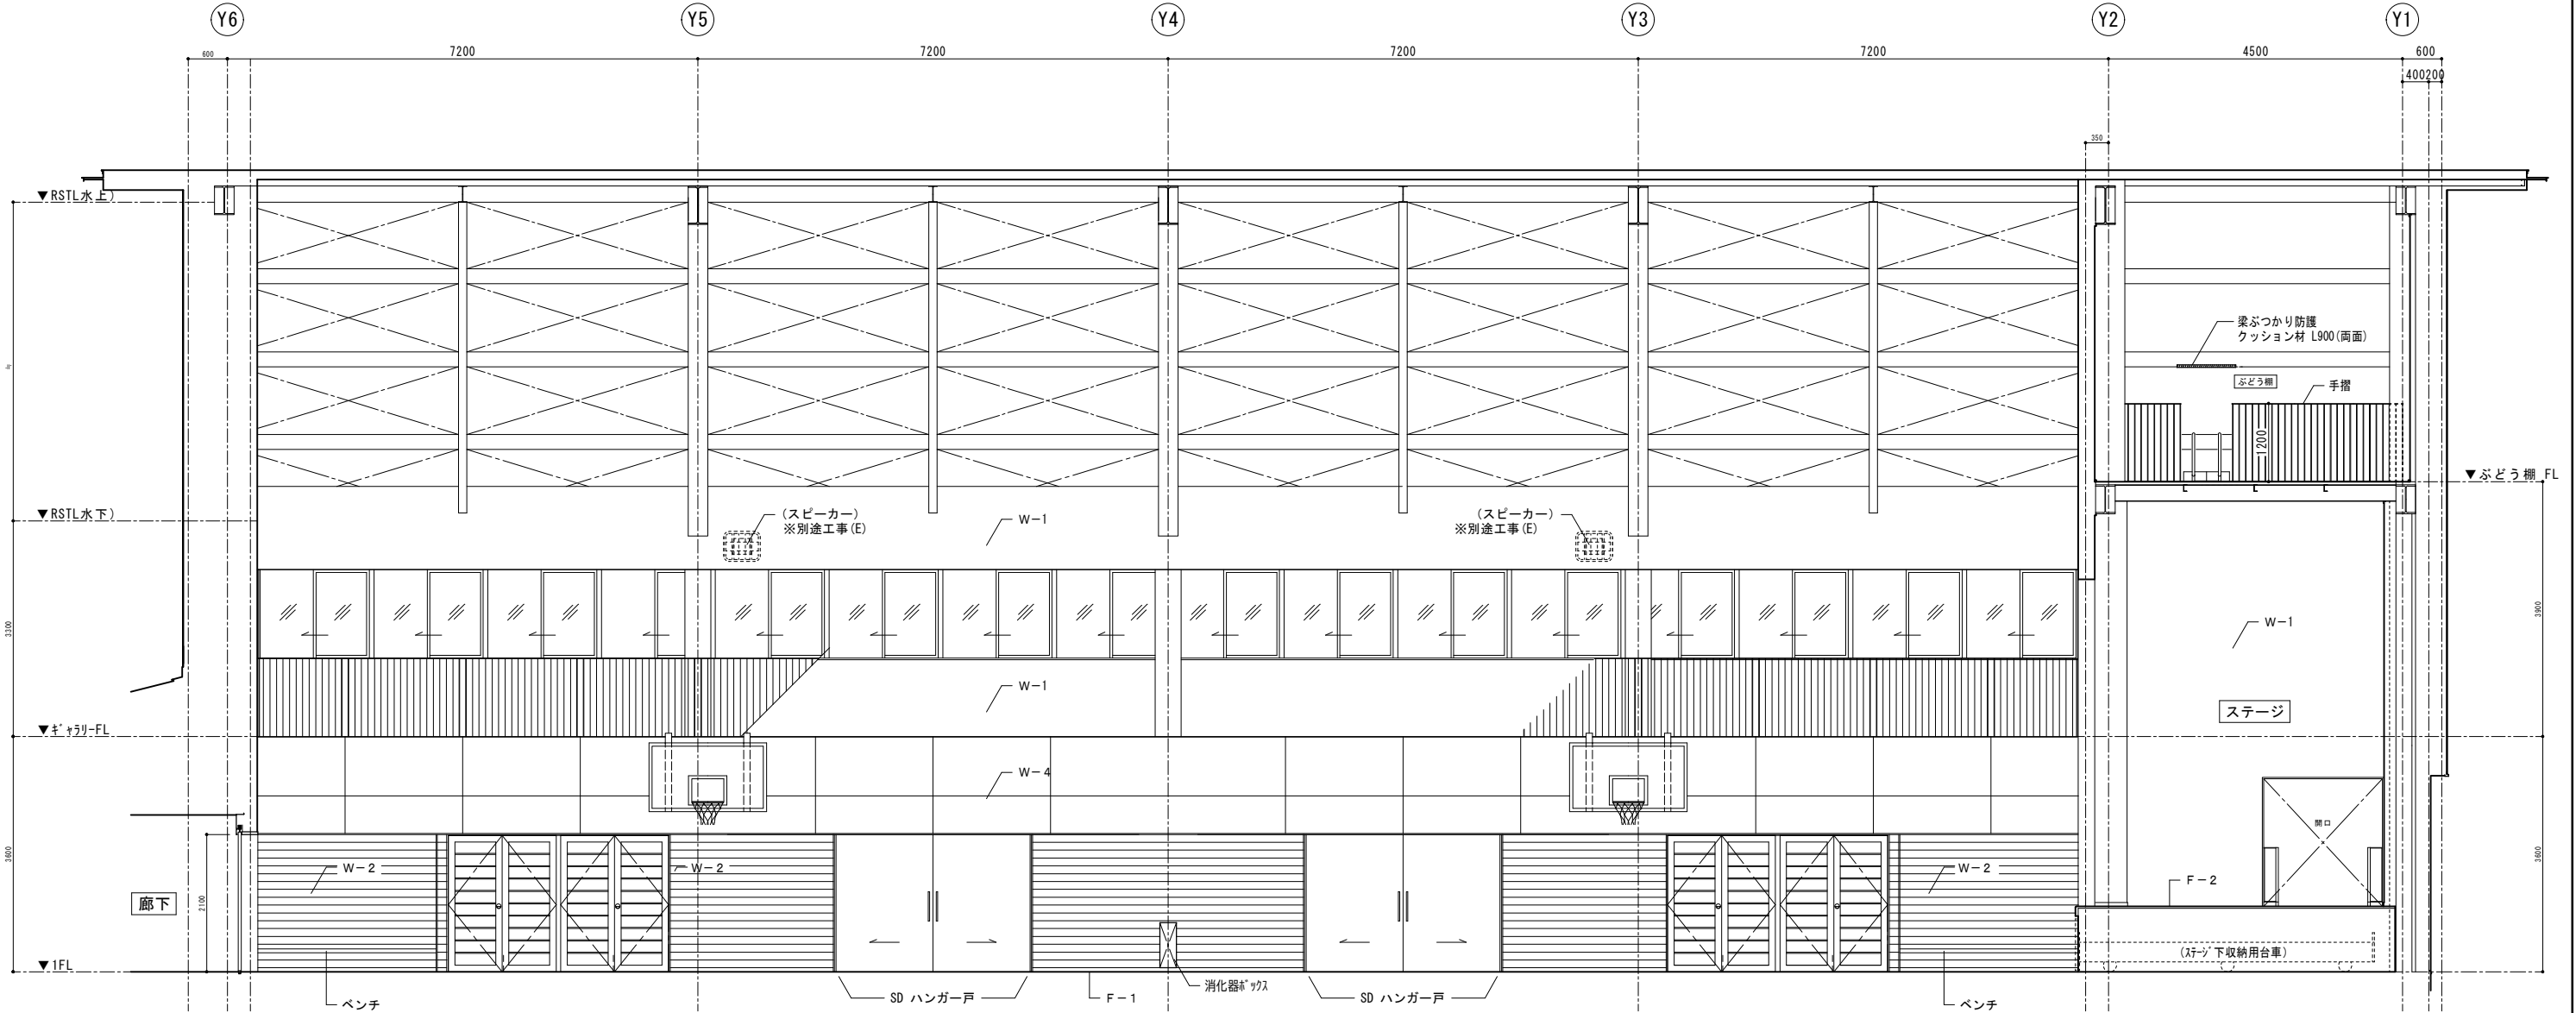 Y6 Y5 Y4 Y3 Y2 Y1
600 7200 7200 7200 7200 4500 600
400 200
350
▼RSTL水上)
梁ぶつかり防護
クッション材 L900(両面)
ぶどう棚
手摺
1200
▼ぶどう棚 FL
▼RSTL水下)
(スピーカー)
※別途工事(E)
W-1
(スピーカー)
※別途工事(E)
3300
3900
W-1
W-1
ステージ
▼ギャラリーFL
W-4
開口
3600
3600
W-2
W-2
W-2
F-2
廊下
2100
(ステージ下収納用台車)
▼1FL
ベンチ
SD ハンガー戸
F-1
消化器ボックス
SD ハンガー戸
ベンチ